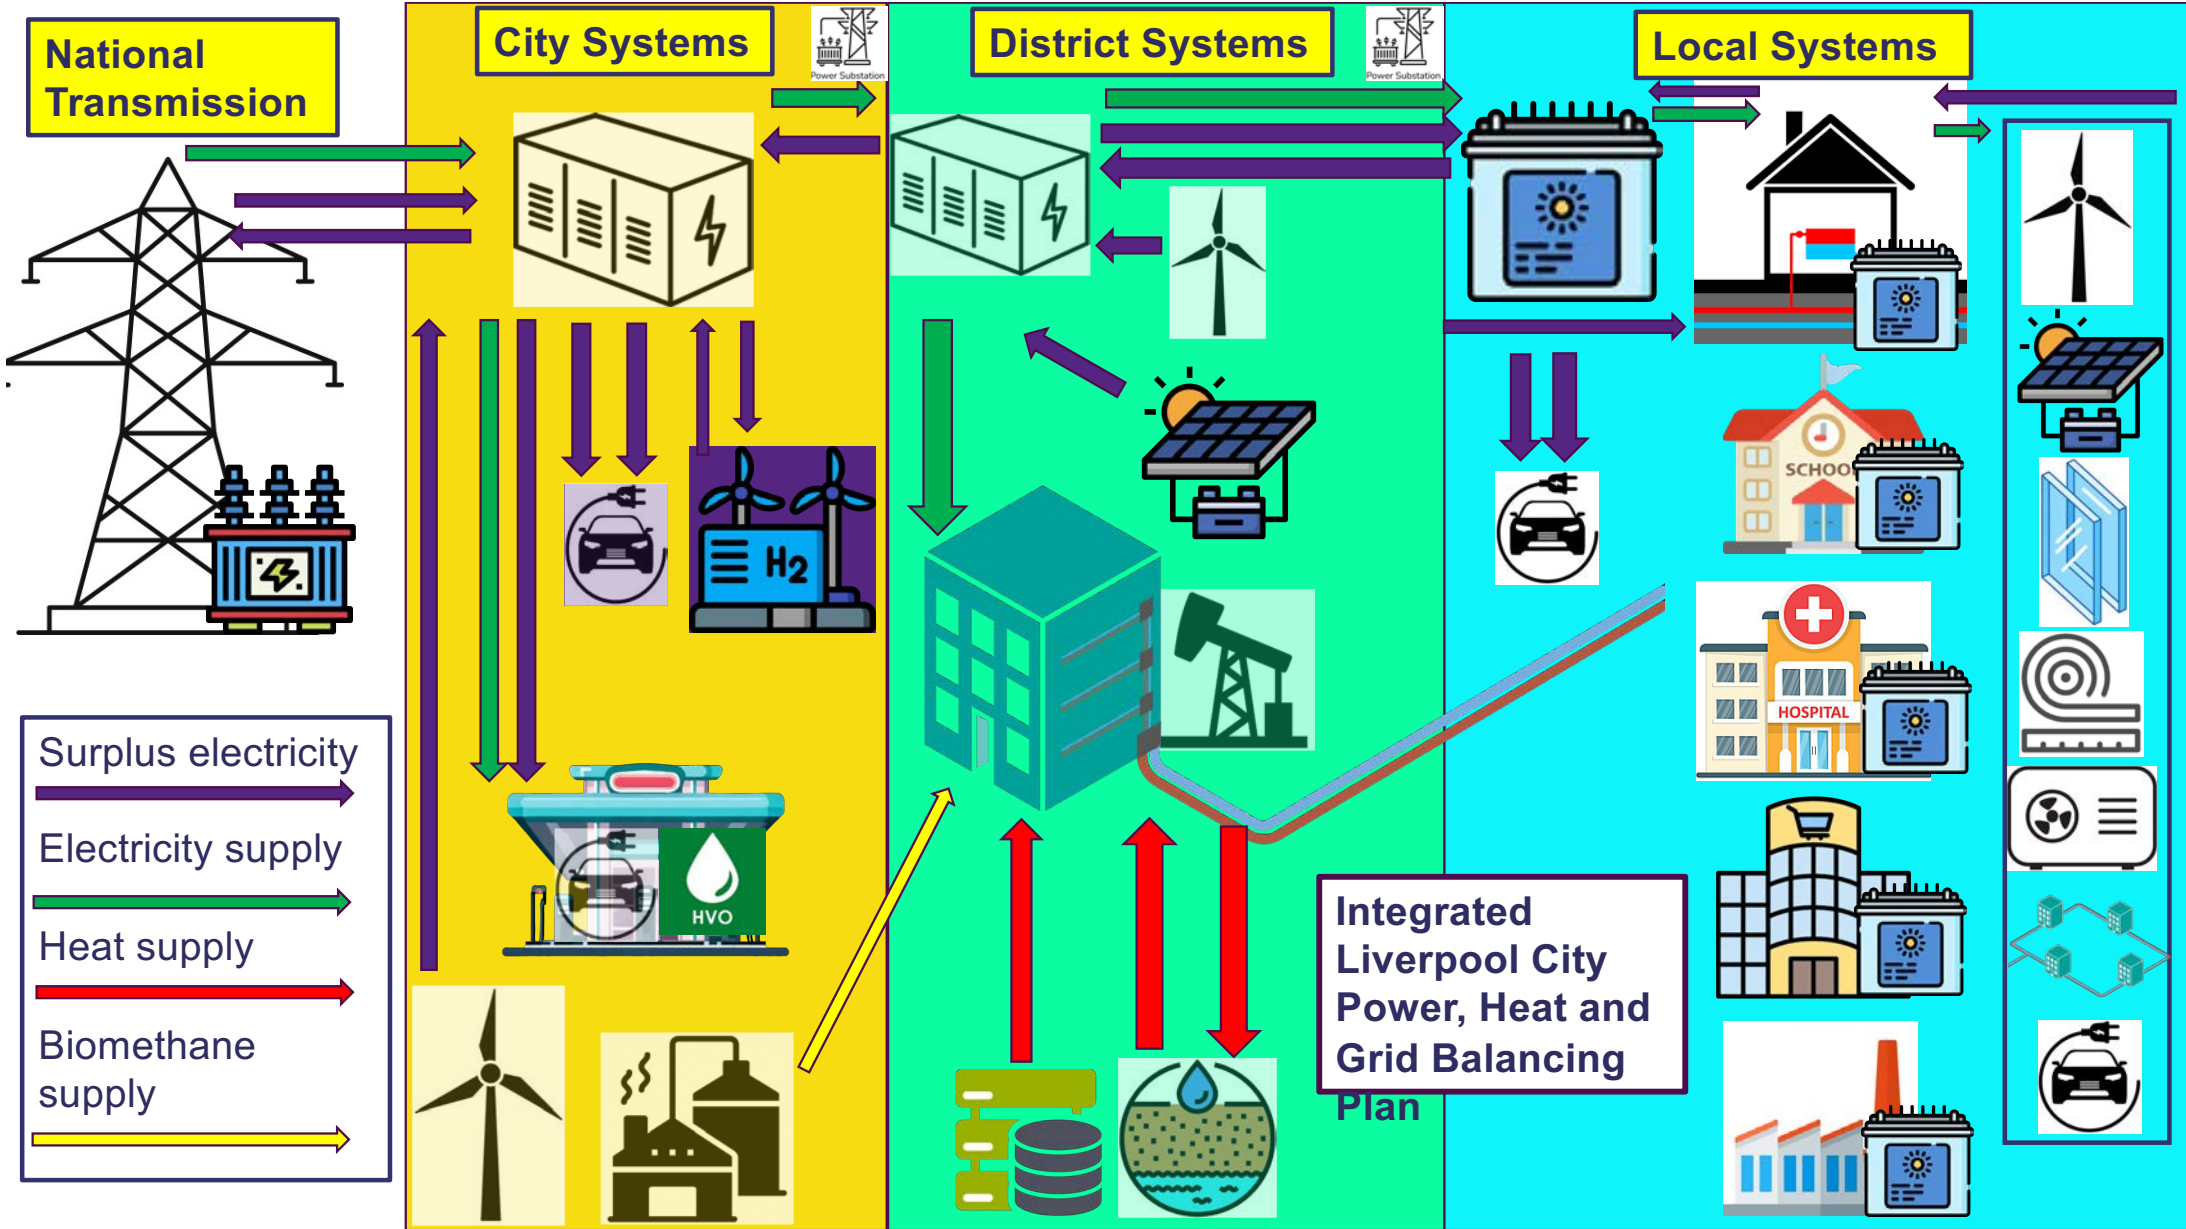 National
Transmission
City Systems
Power Substation
District Systems
Power Substation
Local Systems
SCHOO
H2
HOSPITAL
HVO
Surplus electricity
Electricity supply
Heat supply
Biomethane
supply
Integrated
Liverpool City
Power, Heat and
Grid Balancing
Plan